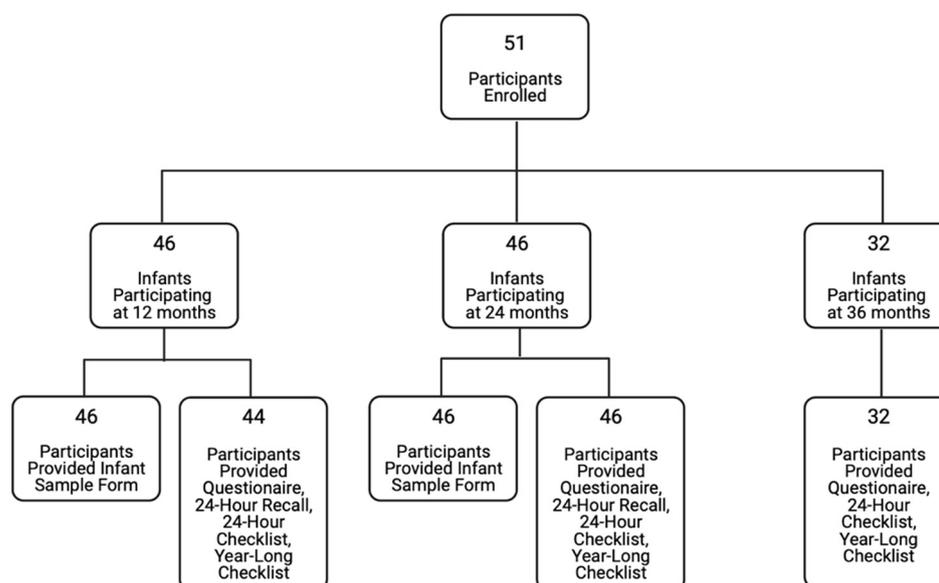 51
Participants
Enrolled
46
Infants
Participating
at 12 months
46
Infants
Participating
at 24 months
32
Infants
Participating
at 36 months
46
Participants
Provided Infant
Sample Form
44
Participants
Provided
Questionaire,
24-Hour Recall,
24-Hour
Checklist,
Year-Long
Checklist
46
Participants
Provided Infant
Sample Form
46
Participants
Provided
Questionaire,
24-Hour Recall,
24-Hour
Checklist,
Year-Long
Checklist
32
Participants
Provided
Questionaire,
24-Hour
Checklist,
Year-Long
Checklist